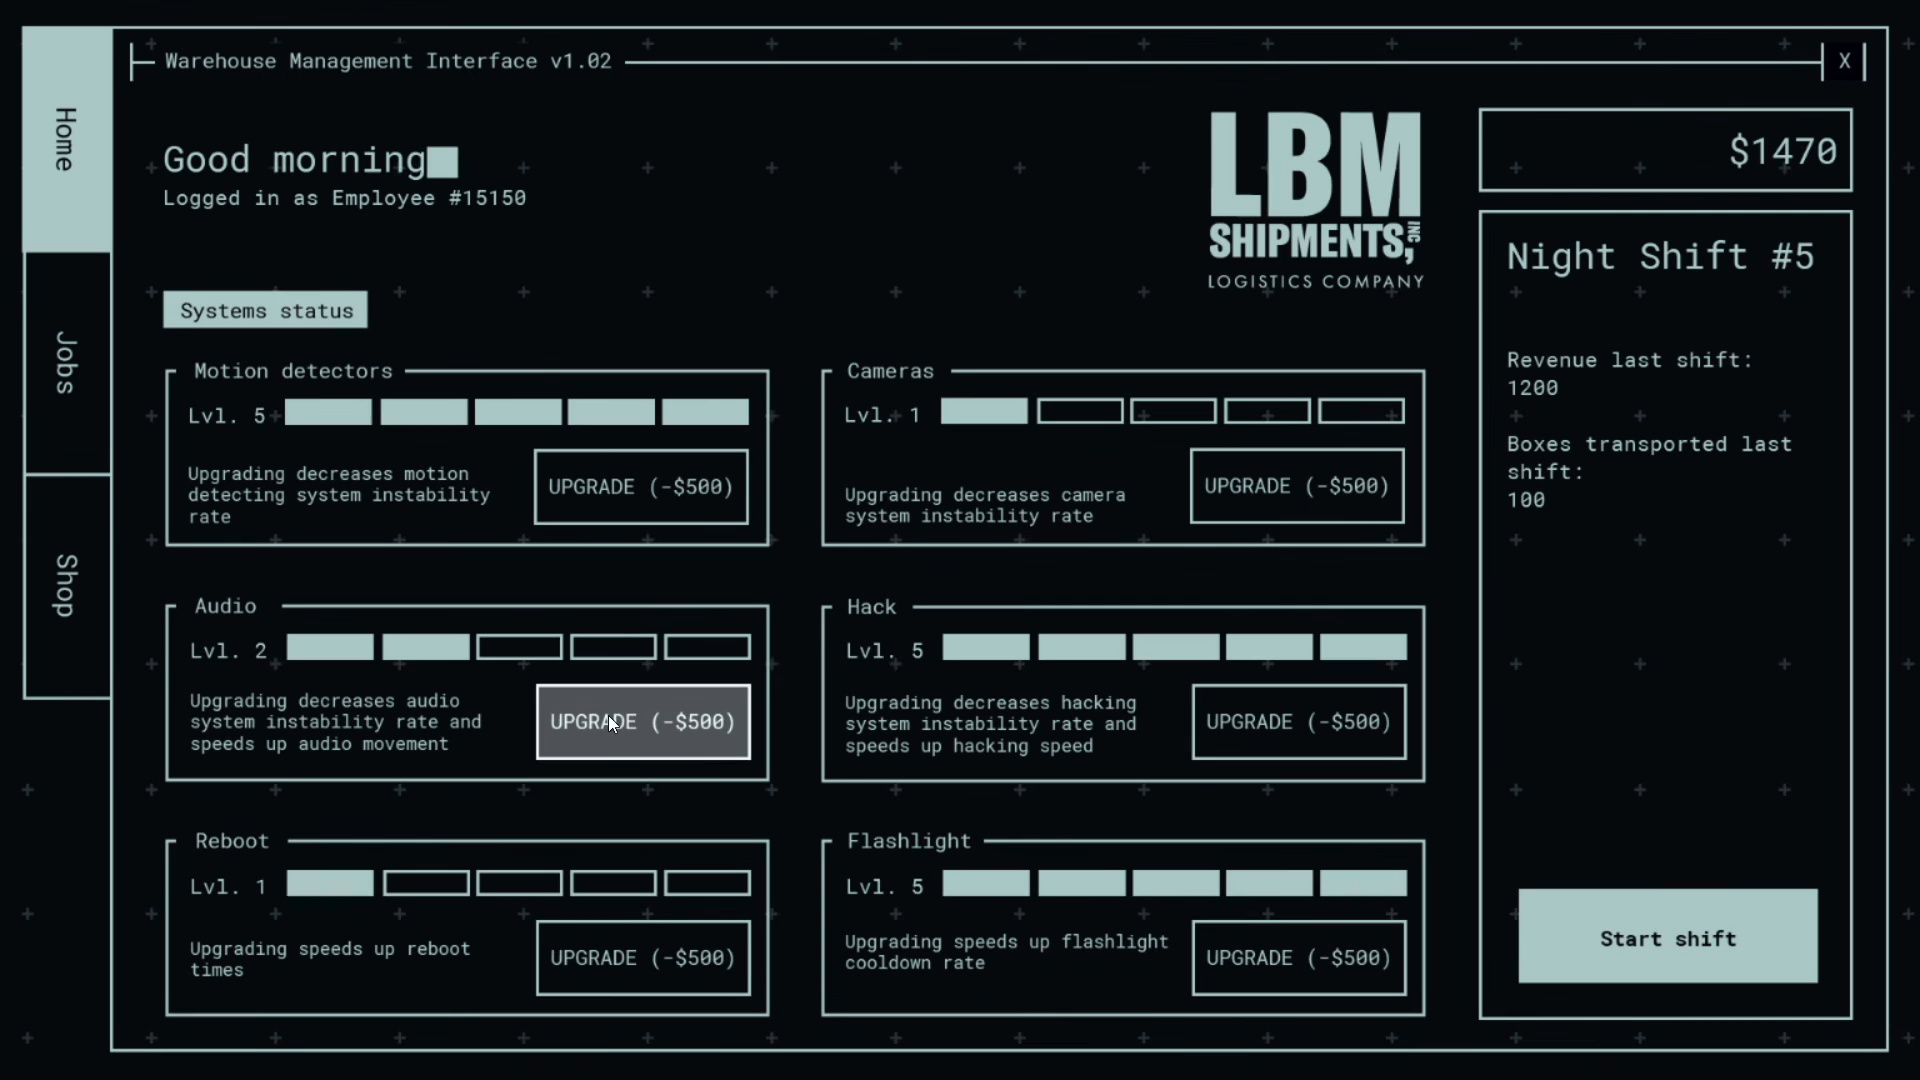 Warehouse Management Interface v1.02
X
Home
Jobs
Shop
Good morning
Logged in as Employee #15150
LBM
SHIPMENTS, INC
LOGISTICS COMPANY
$1470
Systems status
Motion detectors
Lvl. 5
Upgrading decreases motion
detecting system instability
rate
UPGRADE (-$500)
Cameras
Lvl. 1
Upgrading decreases camera
system instability rate
UPGRADE (-$500)
Audio
Lvl. 2
Upgrading decreases audio
system instability rate and
speeds up audio movement
UPGRADE (-$500)
Hack
Lvl. 5
Upgrading decreases hacking
system instability rate and
speeds up hacking speed
UPGRADE (-$500)
Reboot
Lvl. 1
Upgrading speeds up reboot
times
UPGRADE (-$500)
Flashlight
Lvl. 5
Upgrading speeds up flashlight
cooldown rate
UPGRADE (-$500)
Night Shift #5
Revenue last shift:
1200
Boxes transported last
shift:
100
Start shift